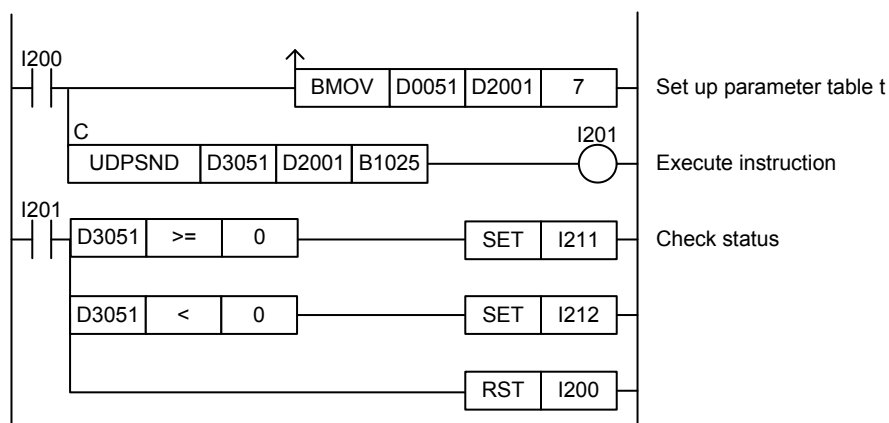 I200
BMOV D0051 D2001 7 Set up parameter table t
C I201
UDPSND D3051 D2001 B1025 Execute instruction
I201
D3051 >= 0 SET I211 Check status
D3051 < 0 SET I212
RST I200